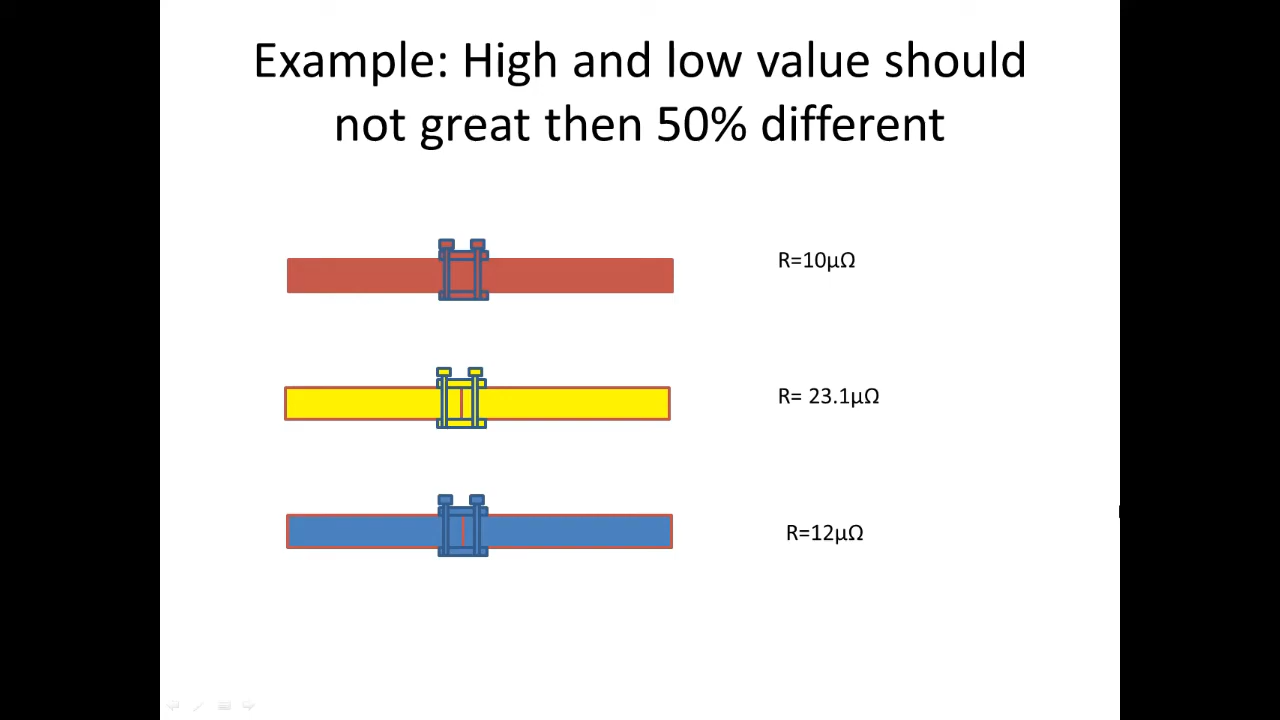 Example: High and low value should
not great then 50% different
R=10µΩ
R= 23.1µΩ
R=12µΩ